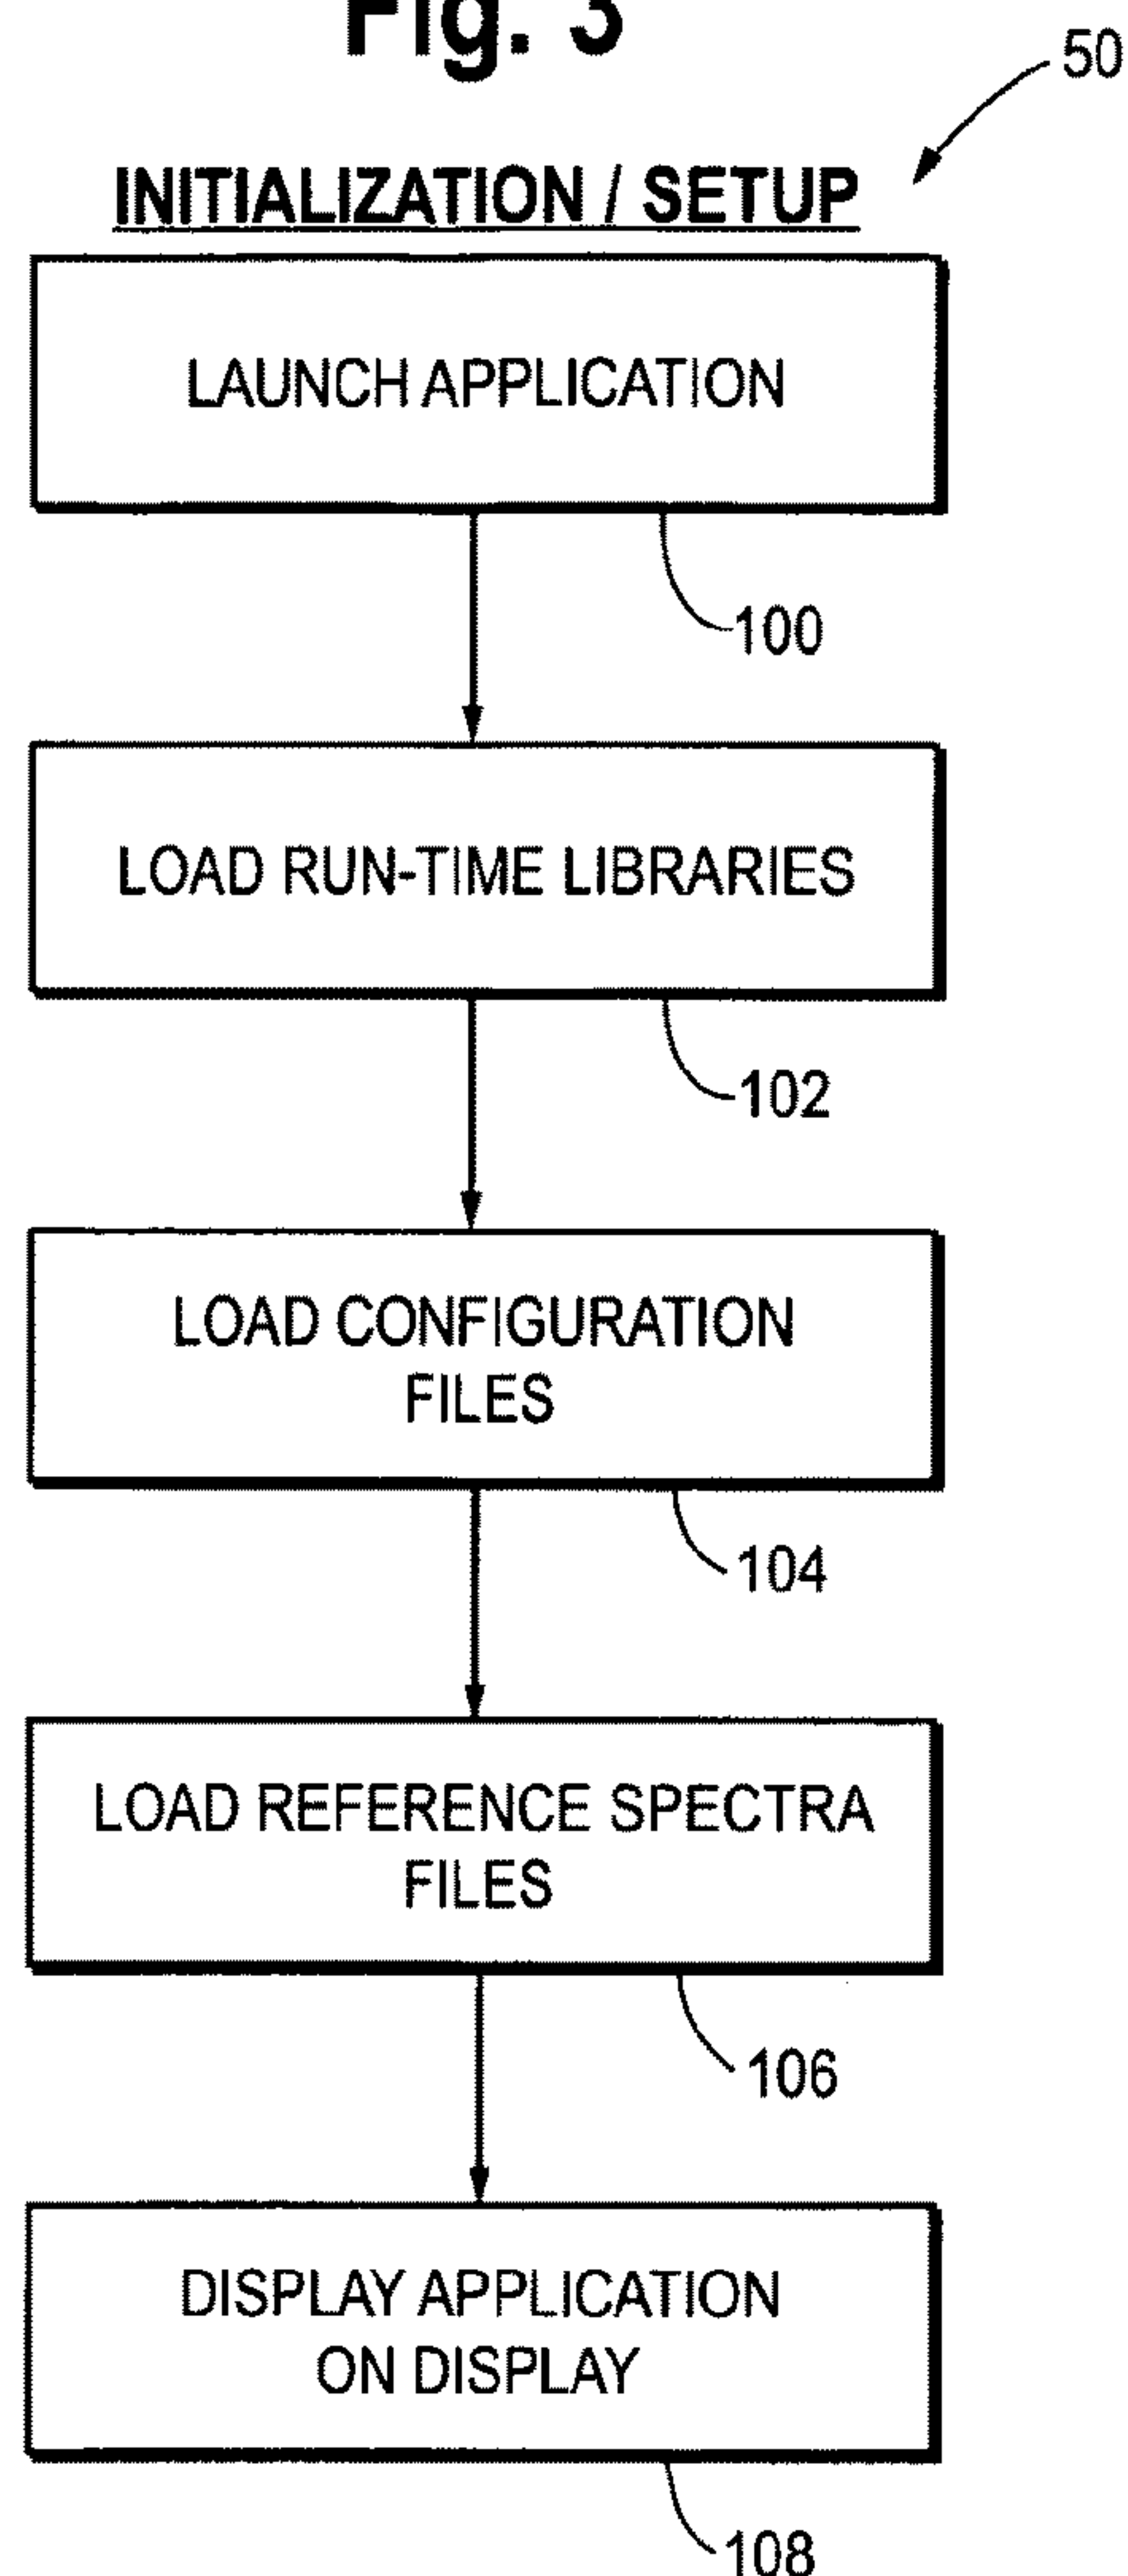 Fig. 3
50
INITIALIZATION / SETUP
LAUNCH APPLICATION
100
LOAD RUN-TIME LIBRARIES
102
LOAD CONFIGURATION
FILES
104
LOAD REFERENCE SPECTRA
FILES
106
DISPLAY APPLICATION
ON DISPLAY
108